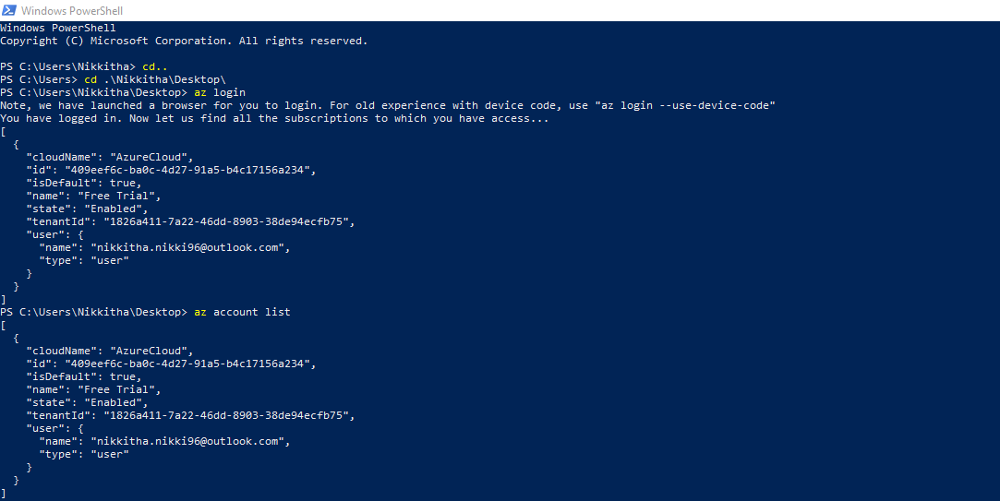 Windows PowerShell
Windows PowerShell
Copyright (C) Microsoft Corporation. All rights reserved.
PS C:\Users\Nikkitha> cd..
PS C:\Users> cd .\Nikkitha\Desktop\
PS C:\Users\Nikkitha\Desktop> az login
Note, we have launched a browser for you to login. For old experience with device code, use "az login --use-device-code"
You have logged in. Now let us find all the subscriptions to which you have access...
[
  {
    "cloudName": "AzureCloud",
    "id": "409eef6c-ba0c-4d27-91a5-b4c17156a234",
    "isDefault": true,
    "name": "Free Trial",
    "state": "Enabled",
    "tenantId": "1826a411-7a22-46dd-8903-38de94ecfb75",
    "user": {
      "name": "nikkitha.nikki96@outlook.com",
      "type": "user"
    }
  }
]
PS C:\Users\Nikkitha\Desktop> az account list
[
  {
    "cloudName": "AzureCloud",
    "id": "409eef6c-ba0c-4d27-91a5-b4c17156a234",
    "isDefault": true,
    "name": "Free Trial",
    "state": "Enabled",
    "tenantId": "1826a411-7a22-46dd-8903-38de94ecfb75",
    "user": {
      "name": "nikkitha.nikki96@outlook.com",
      "type": "user"
    }
  }
]